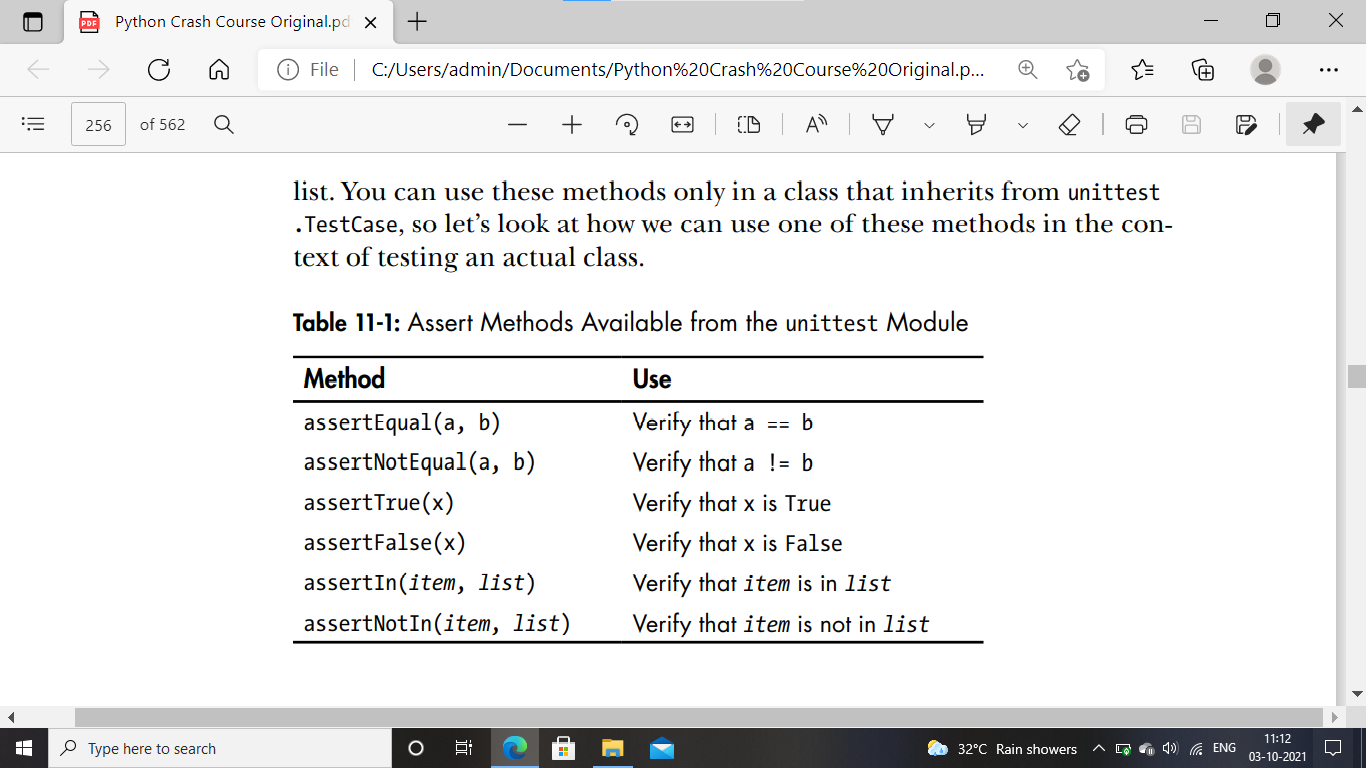 Python Crash Course Original.pd
File
C:/Users/admin/Documents/Python%20Crash%20Course%20Original.p...
256 of 562
list. You can use these methods only in a class that inherits from unittest
.TestCase, so let’s look at how we can use one of these methods in the con-
text of testing an actual class.
Table 11-1: Assert Methods Available from the unittest Module
Method Use
assertEqual(a, b) Verify that a == b
assertNotEqual(a, b) Verify that a != b
assertTrue(x) Verify that x is True
assertFalse(x) Verify that x is False
assertIn(item, list) Verify that item is in list
assertNotIn(item, list) Verify that item is not in list
Type here to search
32°C Rain showers
ENG
11:12
03-10-2021